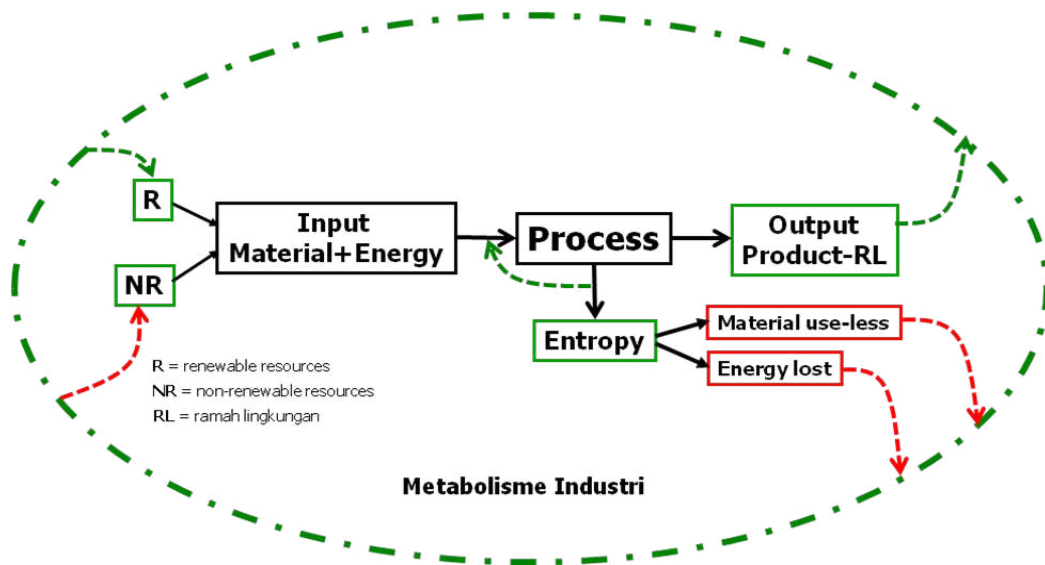 R
Input
Material+Energy
Process
Output
Product-RL
NR
Entropy
Material use-less
Energy lost
R = renewable resources
NR = non-renewable resources
RL = ramah lingkungan
Metabolisme Industri